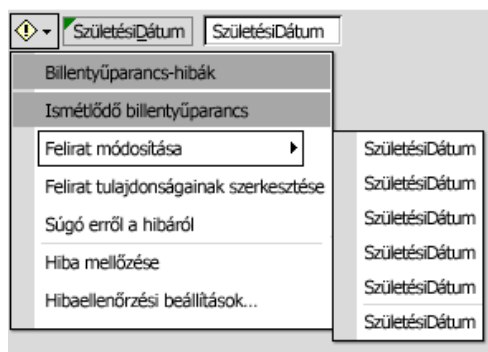 SzületésiDátum SzületésiDátum
Billentyűparancs-hibák
Ismétlődő billentyűparancs
Felirat módosítása
Felirat tulajdonságainak szerkesztése
Súgó erről a hibáról
Hiba mellőzése
Hibaellenőrzési beállítások...
SzületésiDátum
SzületésiDátum
SzületésiDátum
SzületésiDátum
SzületésiDátum
SzületésiDátum